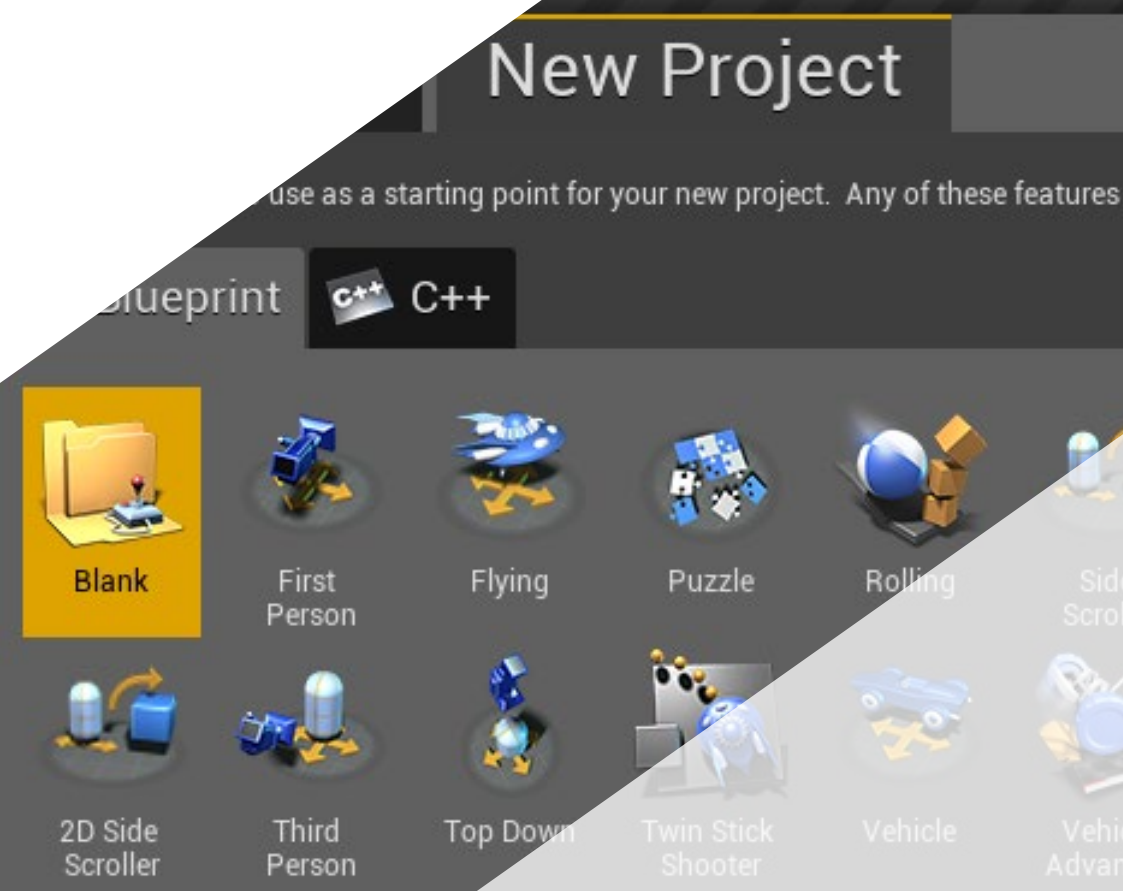 New Project
use as a starting point for your new project. Any of these features
Blueprint
C++ C++
Blank
First
Person
Flying
Puzzle
Rolling
2D Side
Scroller
Third
Person
Top Down
Twin Stick
Shooter
Vehicle